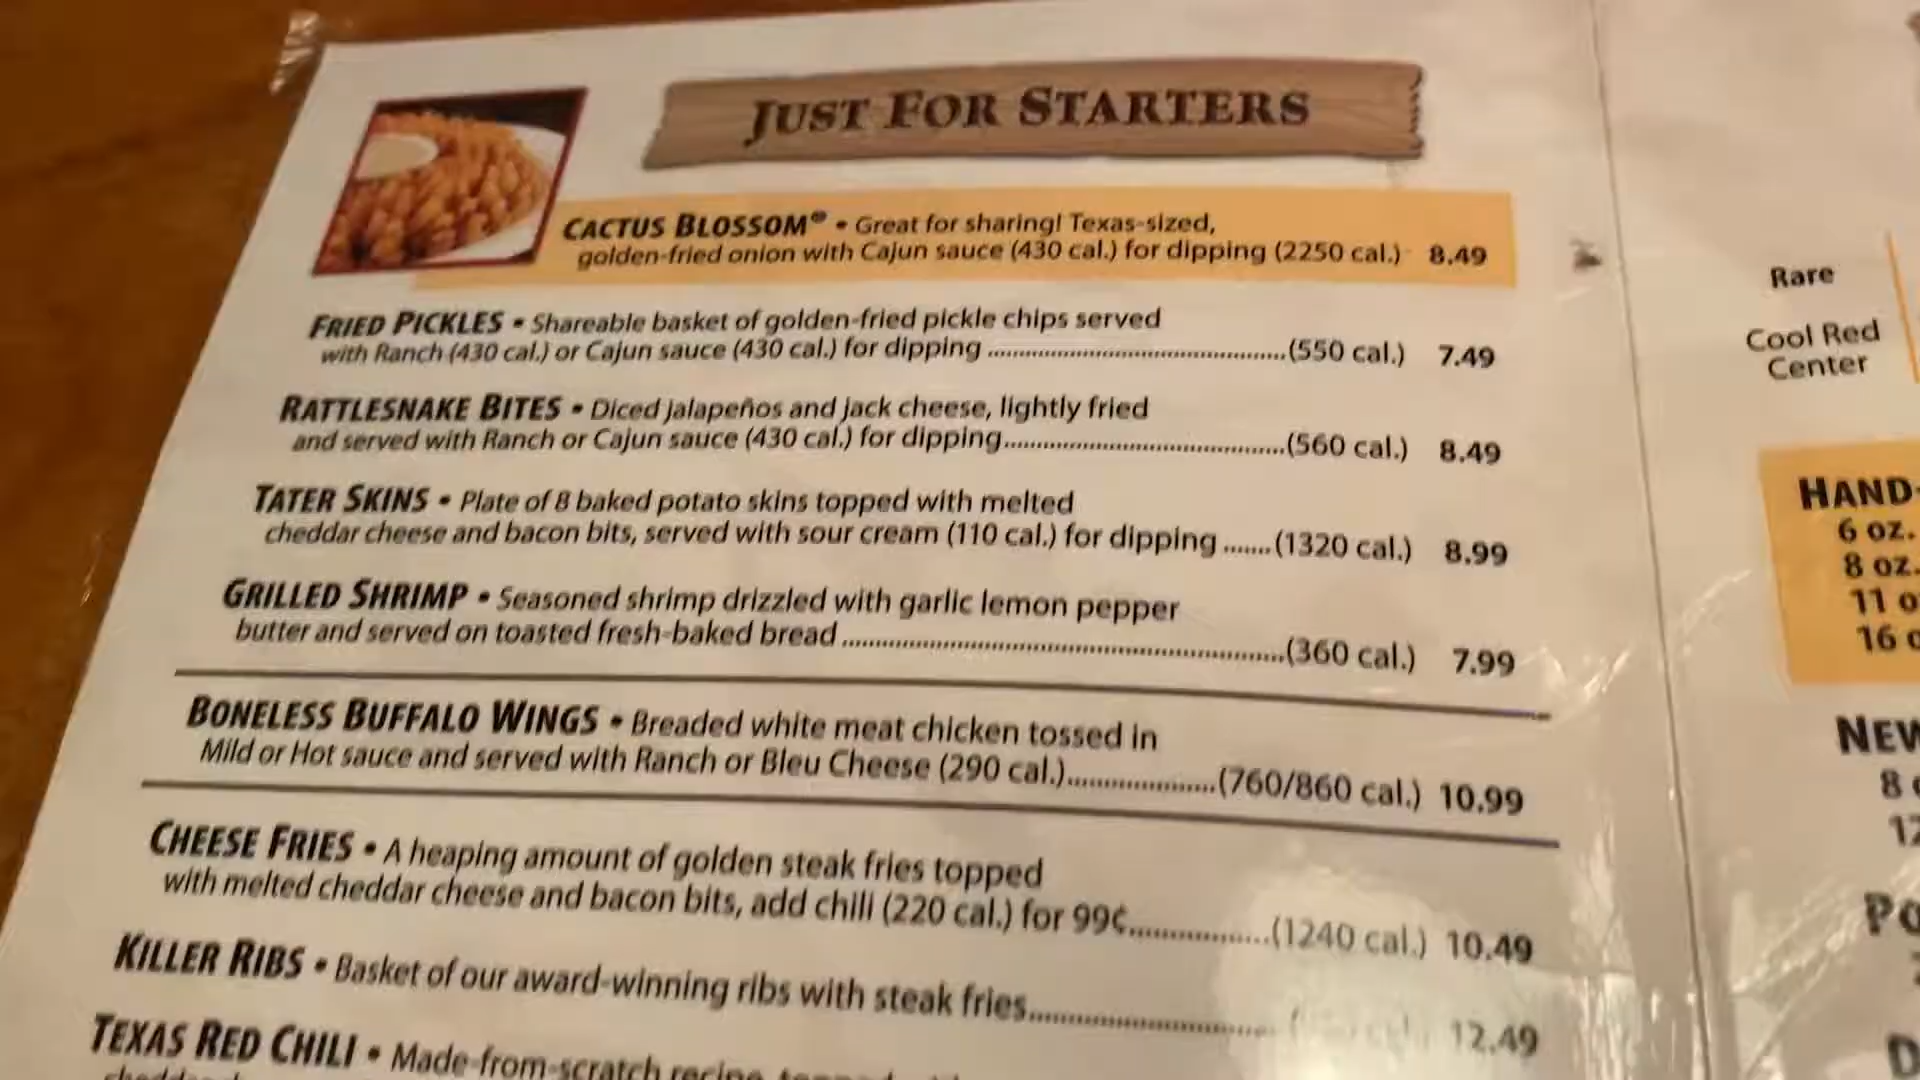 JUST FOR STARTERS
CACTUS BLOSSOM® • Great for sharing! Texas-sized,
golden-fried onion with Cajun sauce (430 cal.) for dipping (2250 cal.) 8.49
FRIED PICKLES • Shareable basket of golden-fried pickle chips served
with Ranch (430 cal.) or Cajun sauce (430 cal.) for dipping ..........(550 cal.) 7.49
RATTLESNAKE BITES • Diced jalapeños and jack cheese, lightly fried
and served with Ranch or Cajun sauce (430 cal.) for dipping..........(560 cal.) 8.49
TATER SKINS • Plate of 8 baked potato skins topped with melted
cheddar cheese and bacon bits, served with sour cream (110 cal.) for dipping .......(1320 cal.) 8.99
GRILLED SHRIMP • Seasoned shrimp drizzled with garlic lemon pepper
butter and served on toasted fresh-baked bread ..........(360 cal.) 7.99
BONELESS BUFFALO WINGS • Breaded white meat chicken tossed in
Mild or Hot sauce and served with Ranch or Bleu Cheese (290 cal.)..........(760/860 cal.) 10.99
CHEESE FRIES • A heaping amount of golden steak fries topped
with melted cheddar cheese and bacon bits, add chili (220 cal.) for 99¢..........(1240 cal.) 10.49
KILLER RIBS • Basket of our award-winning ribs with steak fries.......... 12.49
TEXAS RED CHILI • Made-from-scratch recipe, topped
Rare
Cool Red
Center
HAND-
6 oz.
8 oz.
11 o
16 o
NEW
8 o
12
PO
D